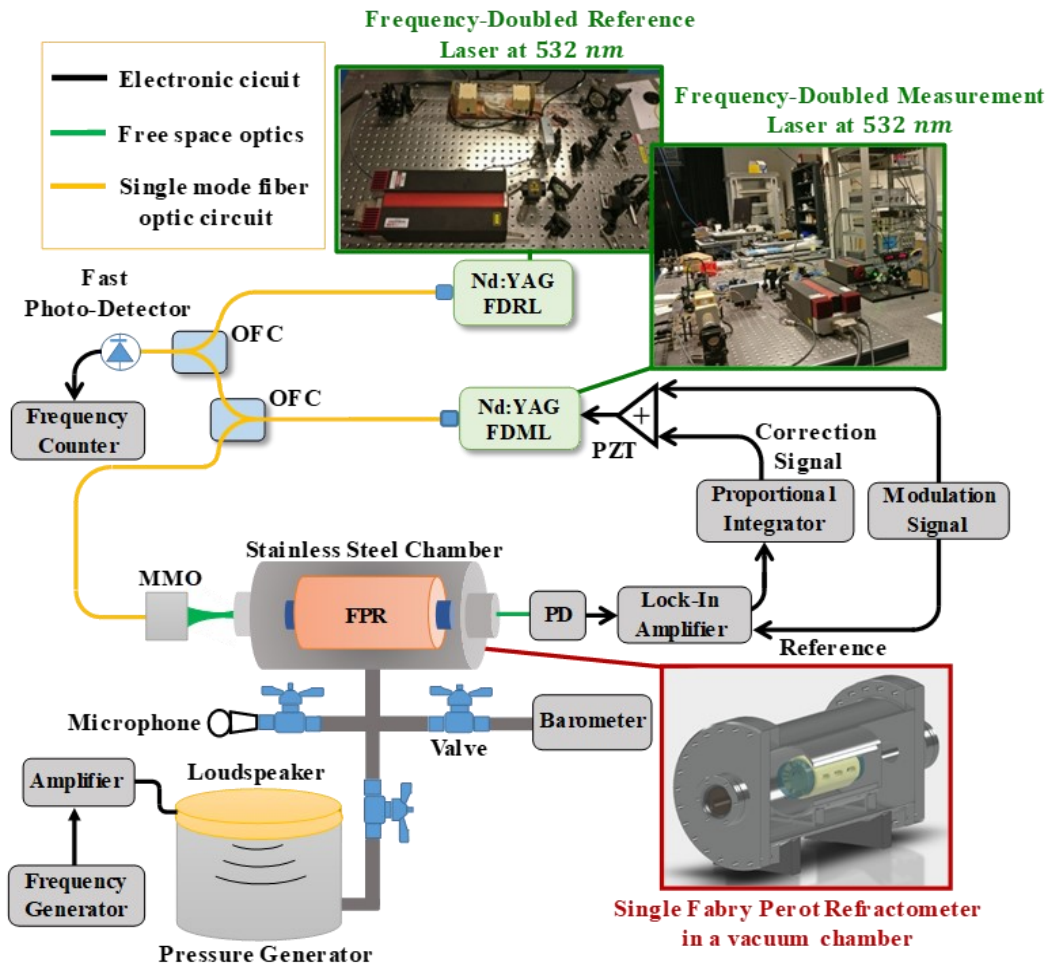 Frequency-Doubled Reference
Laser at 532 nm
Frequency-Doubled Measurement
Laser at 532 nm
Electronic cicuit
Free space optics
Single mode fiber
optic circuit
Fast
Photo-Detector
OFC
Nd:YAG
FDRL
OFC
Nd:YAG
FDML
PZT
+
Frequency
Counter
Correction
Signal
Proportional
Integrator
Modulation
Signal
Stainless Steel Chamber
MMO
FPR
PD
Lock-In
Amplifier
Reference
Microphone
Valve
Barometer
Amplifier
Loudspeaker
Frequency
Generator
Pressure Generator
Single Fabry Perot Refractometer
in a vacuum chamber